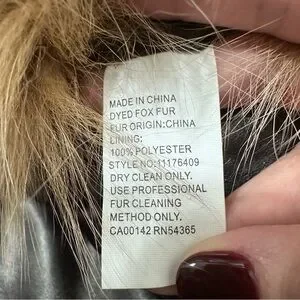 MADE IN CHINA
DYED FOX FUR
FUR ORIGIN:CHINA
LINING:
100% POLYESTER
STYLE NO:11176409
DRY CLEAN ONLY.
USE PROFESSIONAL
FUR CLEANING
METHOD ONLY.
CA00142 RN54365